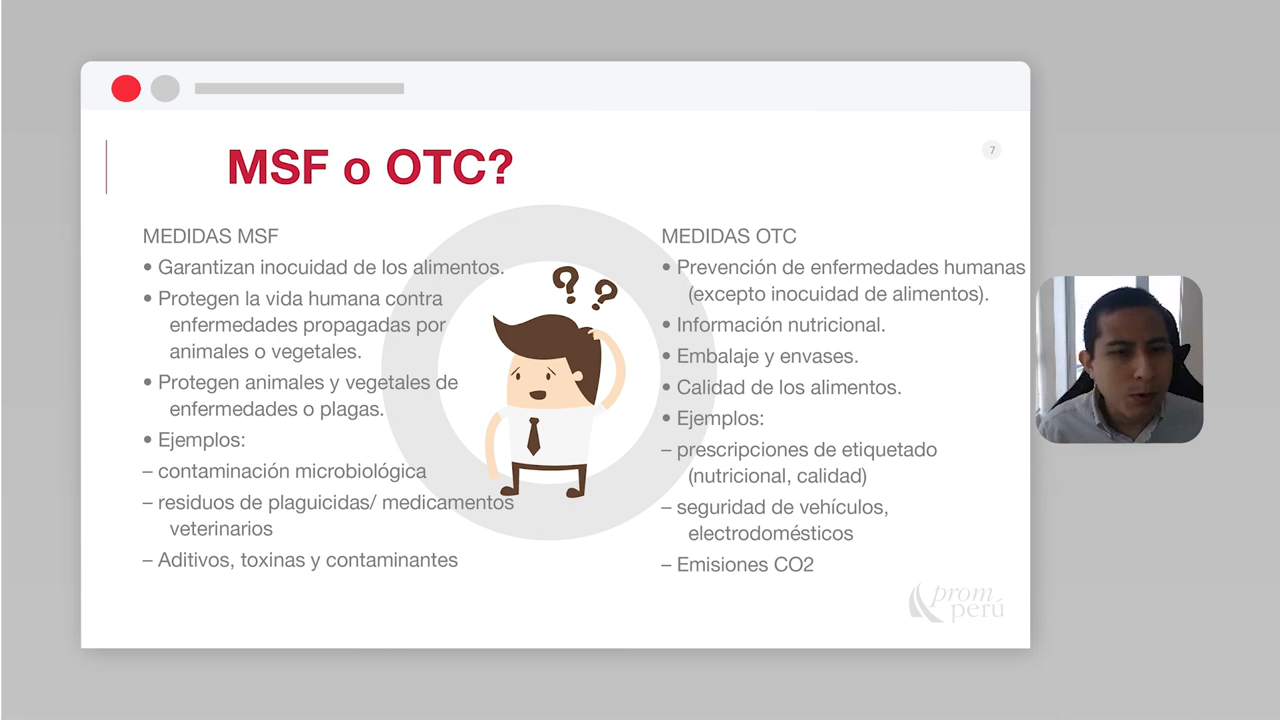 MSF o OTC?
7
MEDIDAS MSF
• Garantizan inocuidad de los alimentos.
• Protegen la vida humana contra
enfermedades propagadas por
animales o vegetales.
• Protegen animales y vegetales de
enfermedades o plagas.
• Ejemplos:
– contaminación microbiológica
– residuos de plaguicidas/ medicamentos
veterinarios
– Aditivos, toxinas y contaminantes
? ?
MEDIDAS OTC
• Prevención de enfermedades humanas
(excepto inocuidad de alimentos).
• Información nutricional.
• Embalaje y envases.
• Calidad de los alimentos.
• Ejemplos:
– prescripciones de etiquetado
(nutricional, calidad)
– seguridad de vehículos,
electrodomésticos
– Emisiones CO2
prom
perú